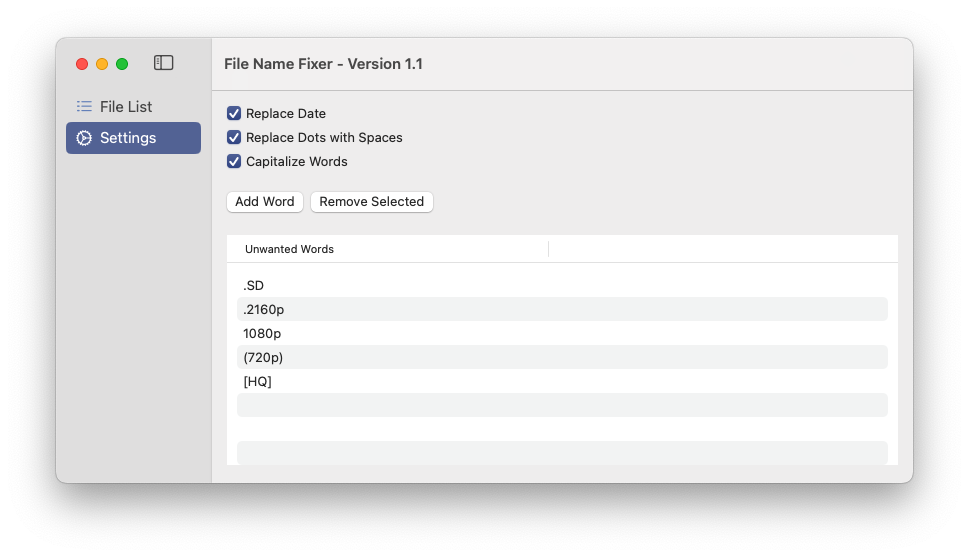 File Name Fixer - Version 1.1
File List
Settings
Replace Date
Replace Dots with Spaces
Capitalize Words
Add Word
Remove Selected
Unwanted Words
.SD
.2160p
1080p
(720p)
[HQ]